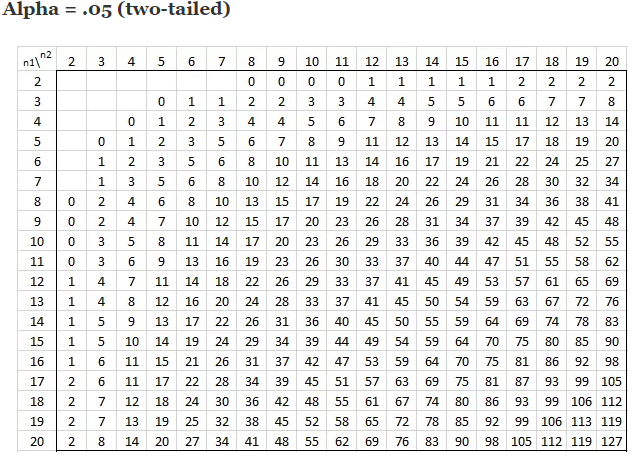 Alpha = .05 (two-tailed)
n1\n2 2 3 4 5 6 7 8 9 10 11 12 13 14 15 16 17 18 19 20
2 0 0 0 0 1 1 1 1 1 2 2 2 2
3 0 1 1 2 2 3 3 4 4 5 5 6 6 7 7 8
4 0 1 2 3 4 4 5 6 7 8 9 10 11 11 12 13 14
5 0 1 2 3 5 6 7 8 9 11 12 13 14 15 17 18 19 20
6 1 2 3 5 6 8 10 11 13 14 16 17 19 21 22 24 25 27
7 1 3 5 6 8 10 12 14 16 18 20 22 24 26 28 30 32 34
8 0 2 4 6 8 10 13 15 17 19 22 24 26 29 31 34 36 38 41
9 0 2 4 7 10 12 15 17 20 23 26 28 31 34 37 39 42 45 48
10 0 3 5 8 11 14 17 20 23 26 29 33 36 39 42 45 48 52 55
11 0 3 6 9 13 16 19 23 26 30 33 37 40 44 47 51 55 58 62
12 1 4 7 11 14 18 22 26 29 33 37 41 45 49 53 57 61 65 69
13 1 4 8 12 16 20 24 28 33 37 41 45 50 54 59 63 67 72 76
14 1 5 9 13 17 22 26 31 36 40 45 50 55 59 64 69 74 78 83
15 1 5 10 14 19 24 29 34 39 44 49 54 59 64 70 75 80 85 90
16 1 6 11 15 21 26 31 37 42 47 53 59 64 70 75 81 86 92 98
17 2 6 11 17 22 28 34 39 45 51 57 63 69 75 81 87 93 99 105
18 2 7 12 18 24 30 36 42 48 55 61 67 74 80 86 93 99 106 112
19 2 7 13 19 25 32 38 45 52 58 65 72 78 85 92 99 106 113 119
20 2 8 14 20 27 34 41 48 55 62 69 76 83 90 98 105 112 119 127